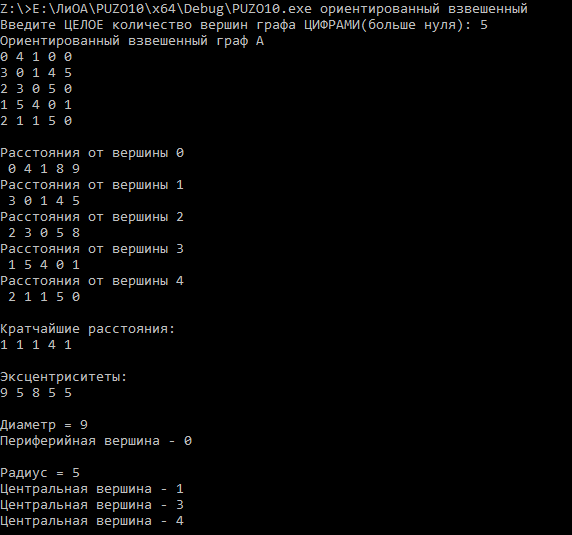 Z:\>E:\ЛиОА\PUZO10\x64\Debug\PUZO10.exe ориентированный взвешенный
Введите ЦЕЛОЕ количество вершин графа ЦИФРАМИ(больше нуля): 5
Ориентированный взвешенный граф А
0 4 1 0 0
3 0 1 4 5
2 3 0 5 0
1 5 4 0 1
2 1 1 5 0
Расстояния от вершины 0
0 4 1 8 9
Расстояния от вершины 1
3 0 1 4 5
Расстояния от вершины 2
2 3 0 5 8
Расстояния от вершины 3
1 5 4 0 1
Расстояния от вершины 4
2 1 1 5 0
Кратчайшие расстояния:
1 1 1 4 1
Эксцентриситеты:
9 5 8 5 5
Диаметр = 9
Периферийная вершина - 0
Радиус = 5
Центральная вершина - 1
Центральная вершина - 3
Центральная вершина - 4